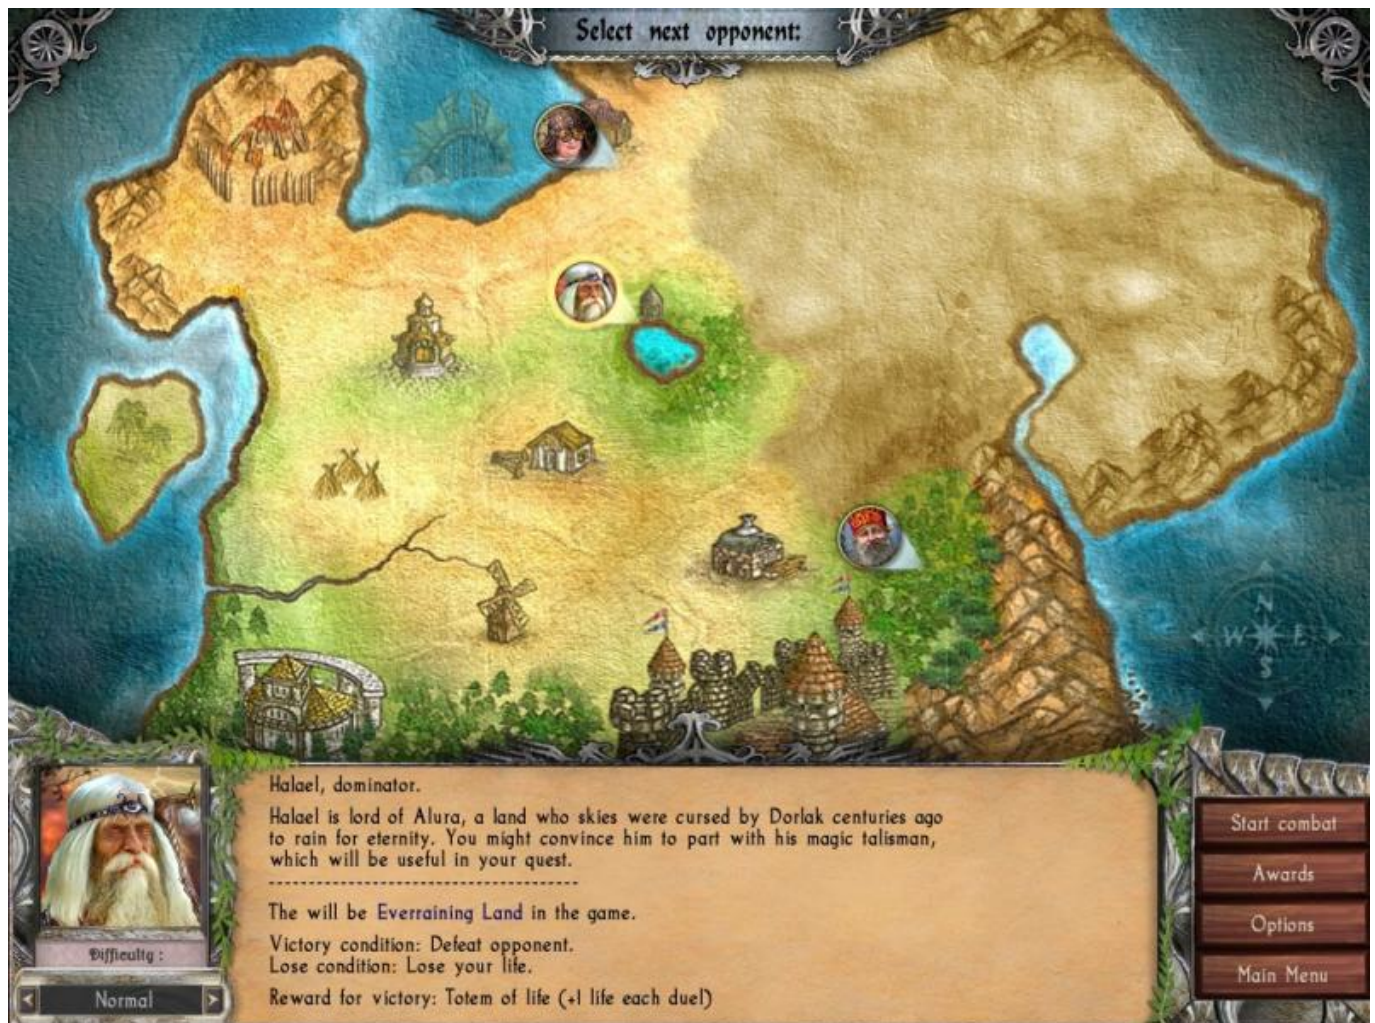 Select next opponent:
N
W E
S
Halael, dominator.
Halael is lord of Alura, a land who skies were cursed by Dorlak centuries ago
to rain for eternity. You might convince him to part with his magic talisman,
which will be useful in your quest.
-------------------------------------
The will be Everraining Land in the game.
Victory condition: Defeat opponent.
Lose condition: Lose your life.
Reward for victory: Totem of life (+1 life each duel)
Difficulty :
Normal
Start combat
Awards
Options
Main Menu